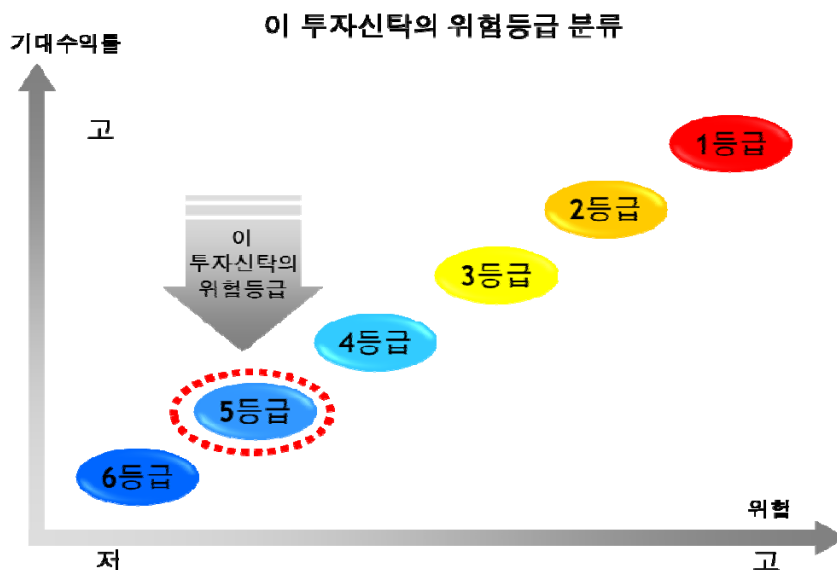 이 투자신탁의 위험등급 분류
기대수익률
고
1등급
2등급
이
투자신탁의
위험등급
3등급
4등급
5등급
6등급
위험
저
고